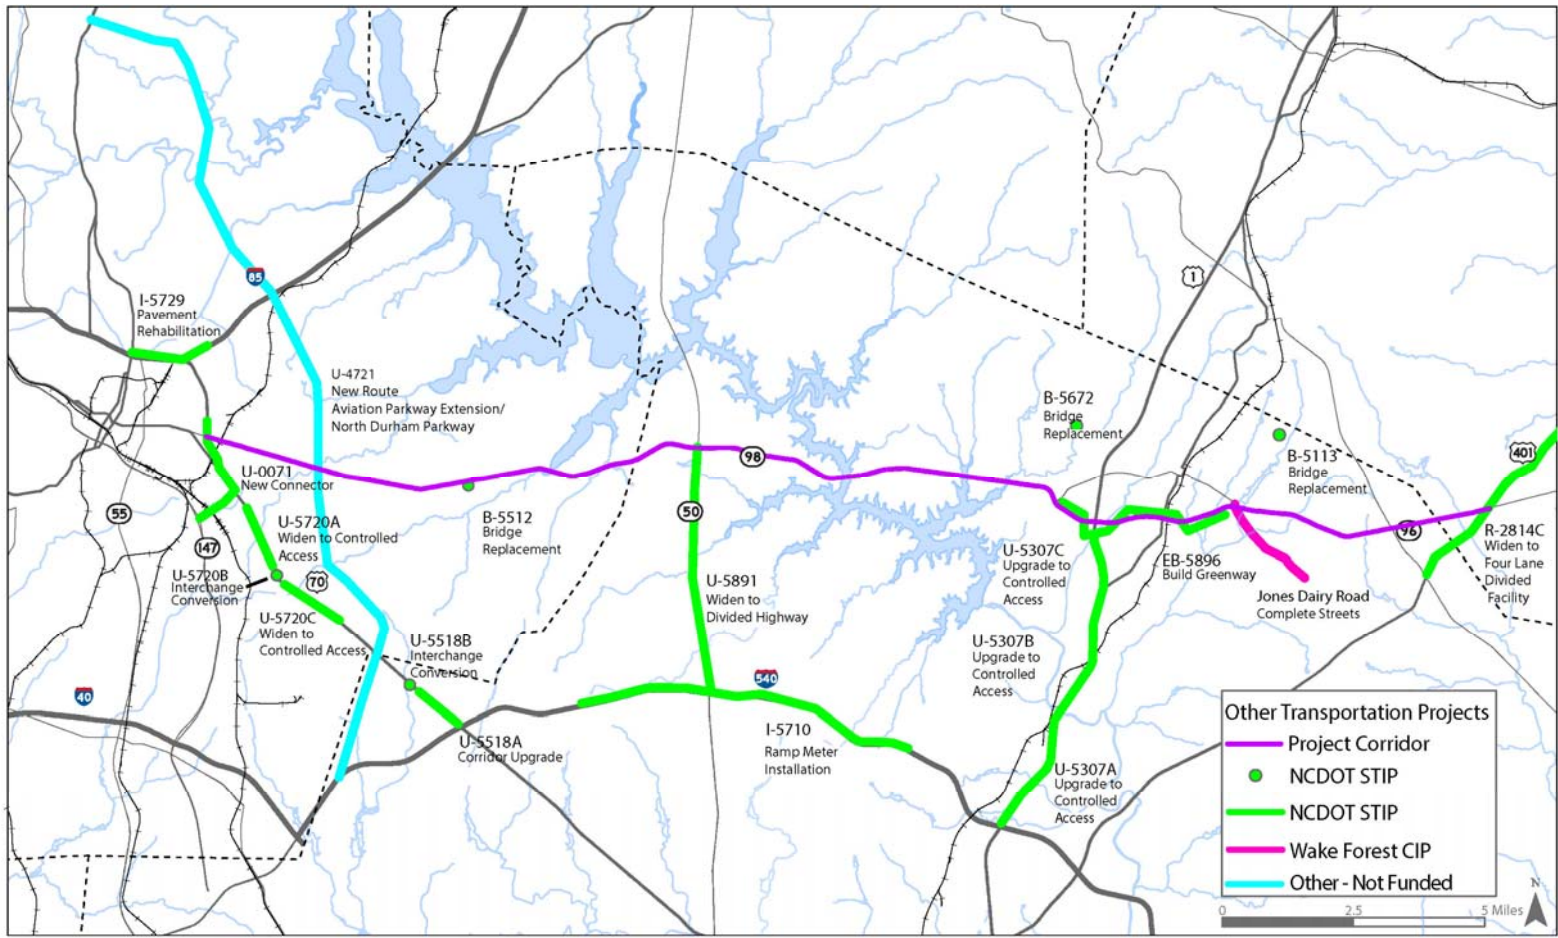 85
1
I-5729
Pavement
Rehabilitation
U-4721
New Route
Aviation Parkway Extension/
North Durham Parkway
B-5672
Bridge
Replacement
B-5113
Bridge
Replacement
401
98
U-0071
New Connector
50
55
B-5512
Bridge
Replacement
U-5720A
Widen to Controlled
Access
147
70
U-5720B
Interchange
Conversion
U-5720C
Widen to
Controlled Access
96
R-2814C
Widen to
Four Lane
Divided
Facility
U-5307C
Upgrade to
Controlled
Access
EB-5896
Build Greenway
Jones Dairy Road
Complete Streets
U-5891
Widen to
Divided Highway
U-5518B
Interchange
Conversion
U-5307B
Upgrade to
Controlled
Access
40
540
U-5518A
Corridor Upgrade
I-5710
Ramp Meter
Installation
U-5307A
Upgrade to
Controlled
Access
Other Transportation Projects
Project Corridor
NCDOT STIP
NCDOT STIP
Wake Forest CIP
Other - Not Funded
N
0 2.5 5 Miles